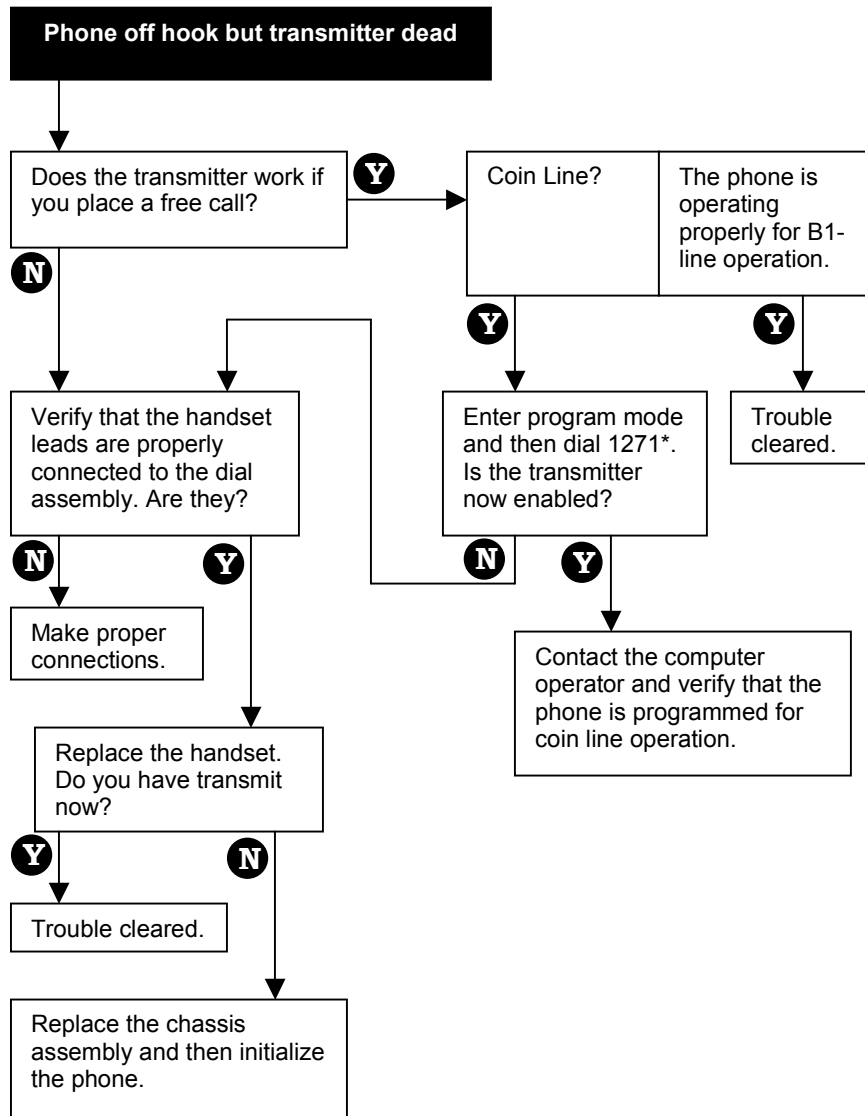 Phone off hook but transmitter dead
Does the transmitter work if
you place a free call?
Y
Coin Line?
The phone is
operating
properly for B1-
line operation.
N
Y
Y
Verify that the handset
leads are properly
connected to the dial
assembly. Are they?
Enter program mode
and then dial 1271*.
Is the transmitter
now enabled?
Trouble
cleared.
N
Y
N
Y
Make proper
connections.
Contact the computer
operator and verify that the
phone is programmed for
coin line operation.
Replace the handset.
Do you have transmit
now?
Y
N
Trouble cleared.
Replace the chassis
assembly and then initialize
the phone.